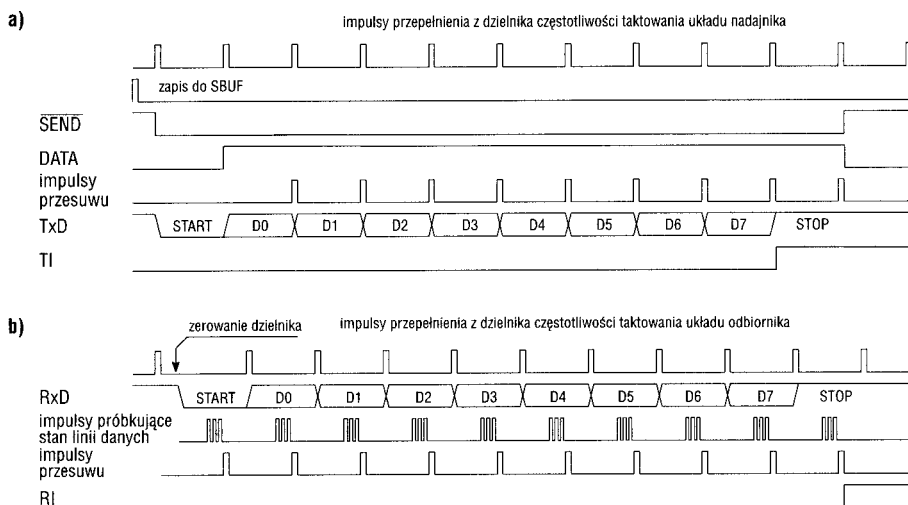 a)
impulsy przepełnienia z dzielnika częstotliwości taktowania układu nadajnika
zapis do SBUF
SEND
DATA
impulsy
przesuwu
TxD START D0 D1 D2 D3 D4 D5 D6 D7 STOP
TI
b)
zerowanie dzielnika impulsy przepełnienia z dzielnika częstotliwości taktowania układu odbiornika
RxD START D0 D1 D2 D3 D4 D5 D6 D7 STOP
impulsy próbkujące
stan linii danych
impulsy
przesuwu
RI